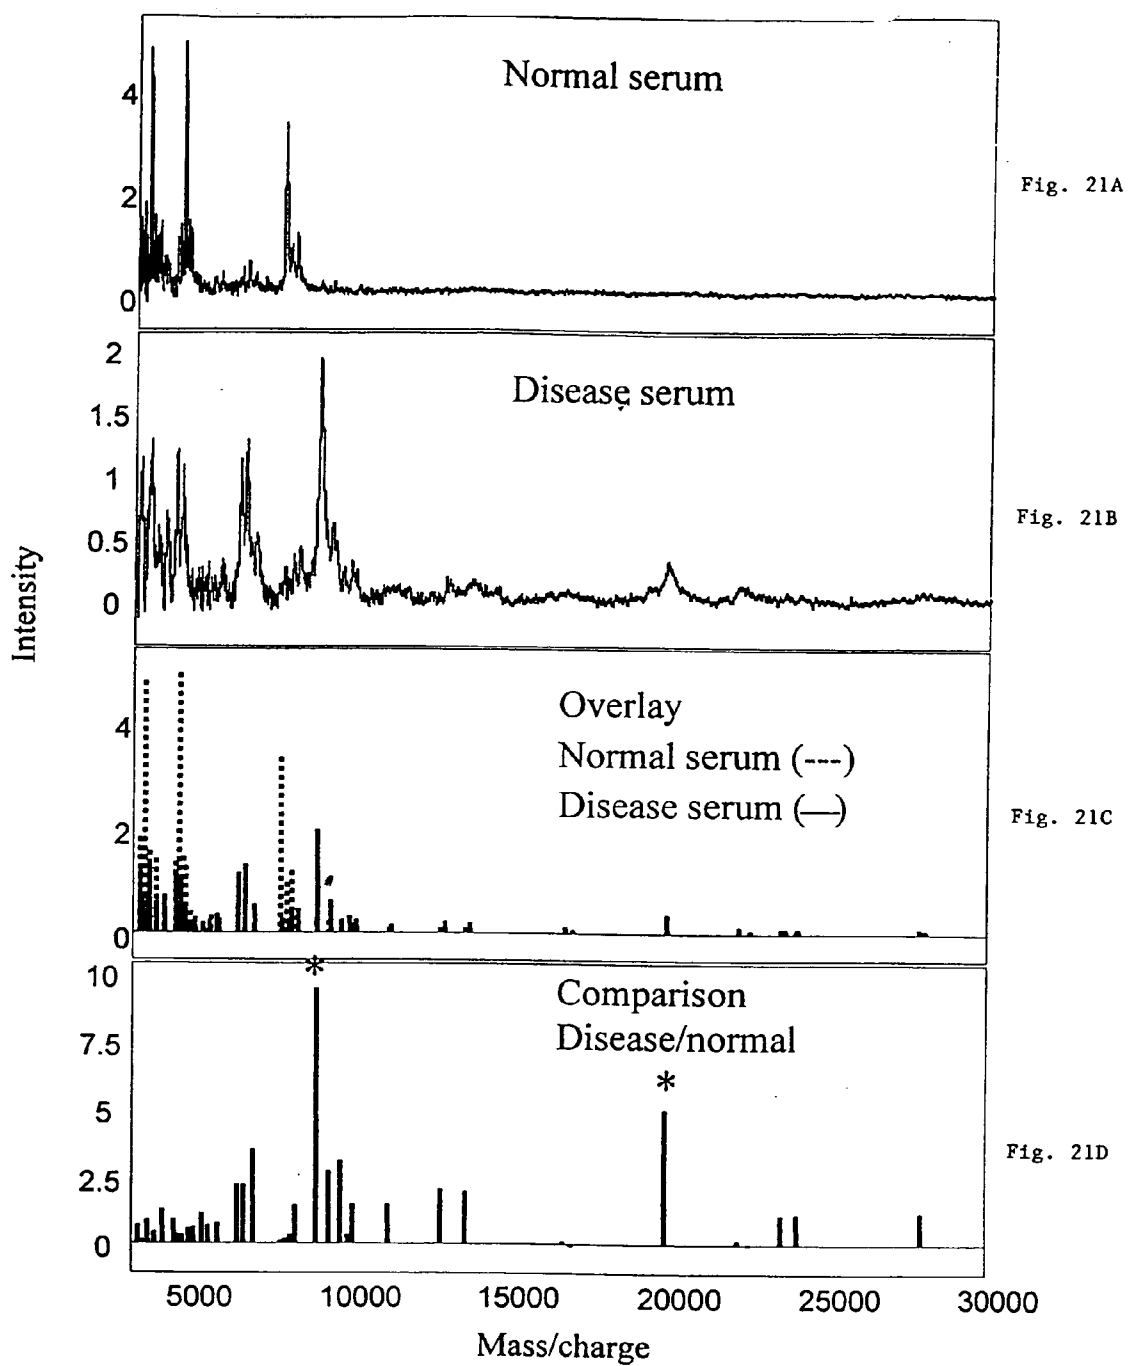 Normal serum
4
2
0
Fig. 21A
Disease serum
2
1.5
1
0.5
0
Fig. 21B
Intensity
Overlay
Normal serum (---)
Disease serum (—)
4
2
0
Fig. 21C
*
Comparison
Disease/normal
*
10
7.5
5
2.5
0
Fig. 21D
5000 10000 15000 20000 25000 30000
Mass/charge